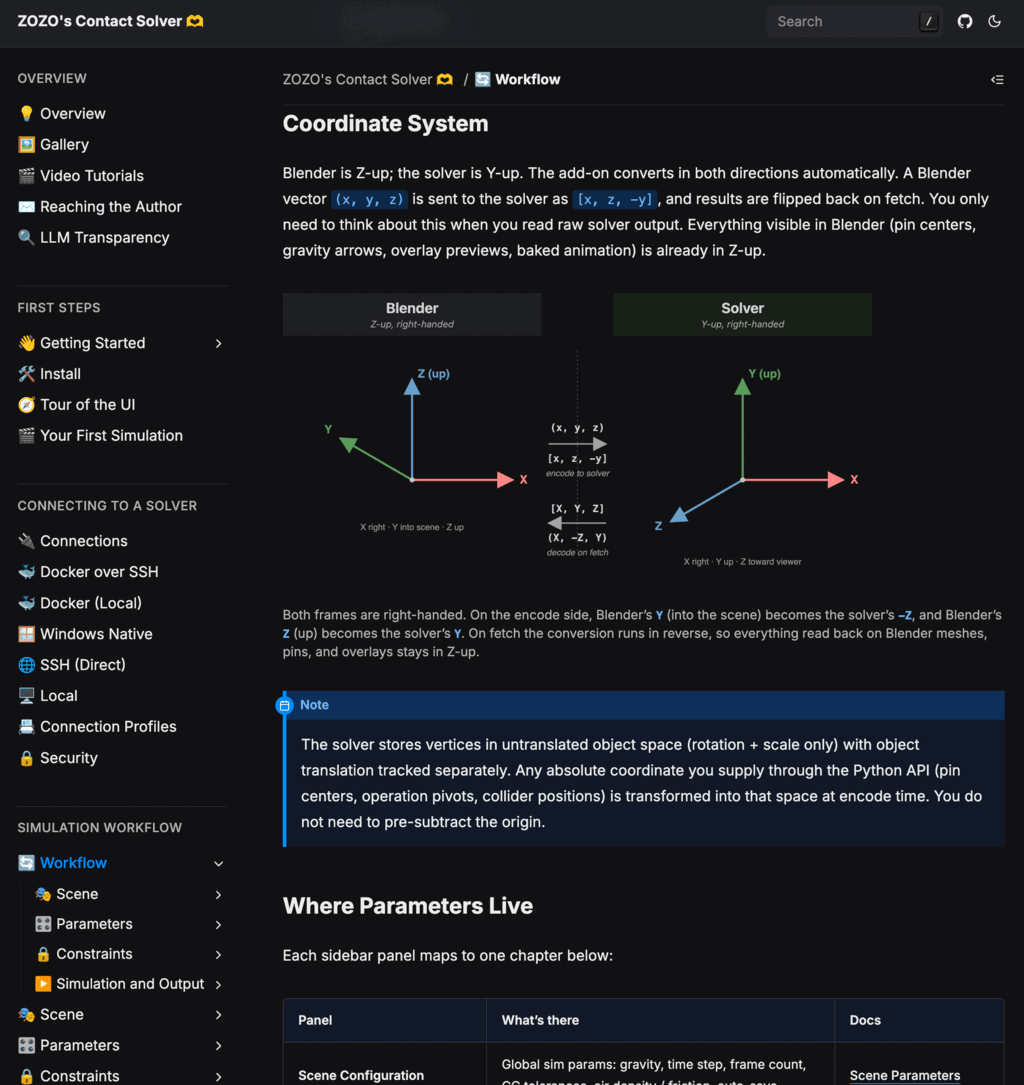 ZOZO's Contact Solver 🫶
Search
/
OVERVIEW
💡 Overview
🖼️ Gallery
🎬 Video Tutorials
✉️ Reaching the Author
🔍 LLM Transparency
FIRST STEPS
👋 Getting Started
🛠️ Install
🧭 Tour of the UI
🎬 Your First Simulation
CONNECTING TO A SOLVER
🔌 Connections
🐳 Docker over SSH
🐳 Docker (Local)
🪟 Windows Native
🌐 SSH (Direct)
🖥️ Local
📇 Connection Profiles
🔒 Security
SIMULATION WORKFLOW
🔄 Workflow
🎭 Scene
🎛️ Parameters
🔒 Constraints
▶️ Simulation and Output
🎭 Scene
🎛️ Parameters
🔒 Constraints
ZOZO's Contact Solver 🫶 / 🔄 Workflow
Coordinate System
Blender is Z-up; the solver is Y-up. The add-on converts in both directions automatically. A Blender
vector (x, y, z) is sent to the solver as [x, z, -y], and results are flipped back on fetch. You only
need to think about this when you read raw solver output. Everything visible in Blender (pin centers,
gravity arrows, overlay previews, baked animation) is already in Z-up.
Blender
Z-up, right-handed
Z (up)
Y
X
X right · Y into scene · Z up
(x, y, z)
[x, z, −y]
encode to solver
[X, Y, Z]
(X, −Z, Y)
decode on fetch
Solver
Y-up, right-handed
Y (up)
X
Z
X right · Y up · Z toward viewer
Both frames are right-handed. On the encode side, Blender’s Y (into the scene) becomes the solver’s −Z, and Blender’s
Z (up) becomes the solver’s Y. On fetch the conversion runs in reverse, so everything read back on Blender meshes,
pins, and overlays stays in Z-up.
Note
The solver stores vertices in untranslated object space (rotation + scale only) with object
translation tracked separately. Any absolute coordinate you supply through the Python API (pin
centers, operation pivots, collider positions) is transformed into that space at encode time. You do
not need to pre-subtract the origin.
Where Parameters Live
Each sidebar panel maps to one chapter below:
Panel
What’s there
Docs
Scene Configuration
Global sim params: gravity, time step, frame count,
Scene Parameters